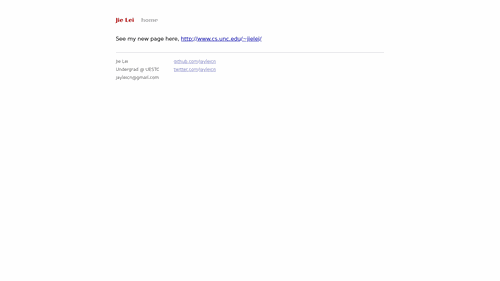 Jie Lei
See my new page here, http://www.cs.unc.edu/~jielei/
Jie Lei github.com/jayleicn
Undergrad @ UESTC twitter.com/jayleicn
jayleicn@gmail.com